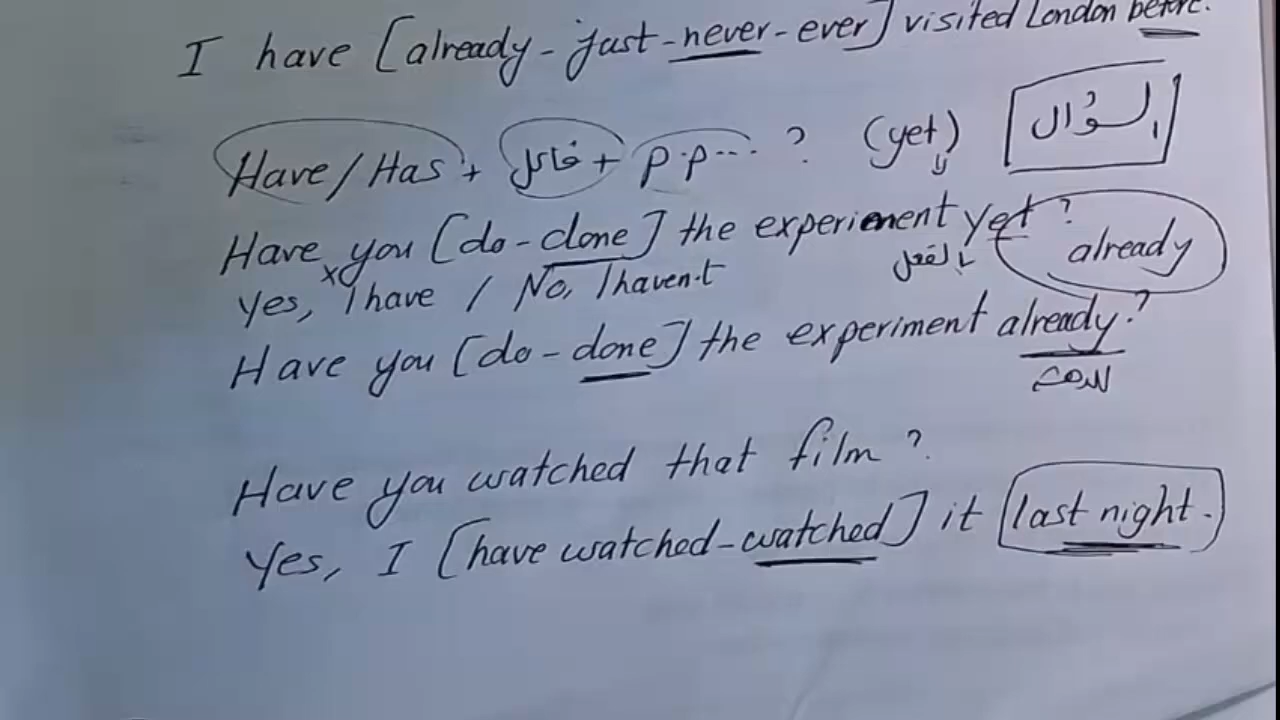 I have [already - just - never - ever] visited London before.
Have / Has + فاعل + p.p... ? (yet) السؤال
Have you [do - done] the experiment yet ? already
بالفعل
Yes, I have / No, I haven't
Have you [do - done] the experiment already ?
للدهشة
Have you watched that film ?
Yes, I [have watched - watched] it last night.